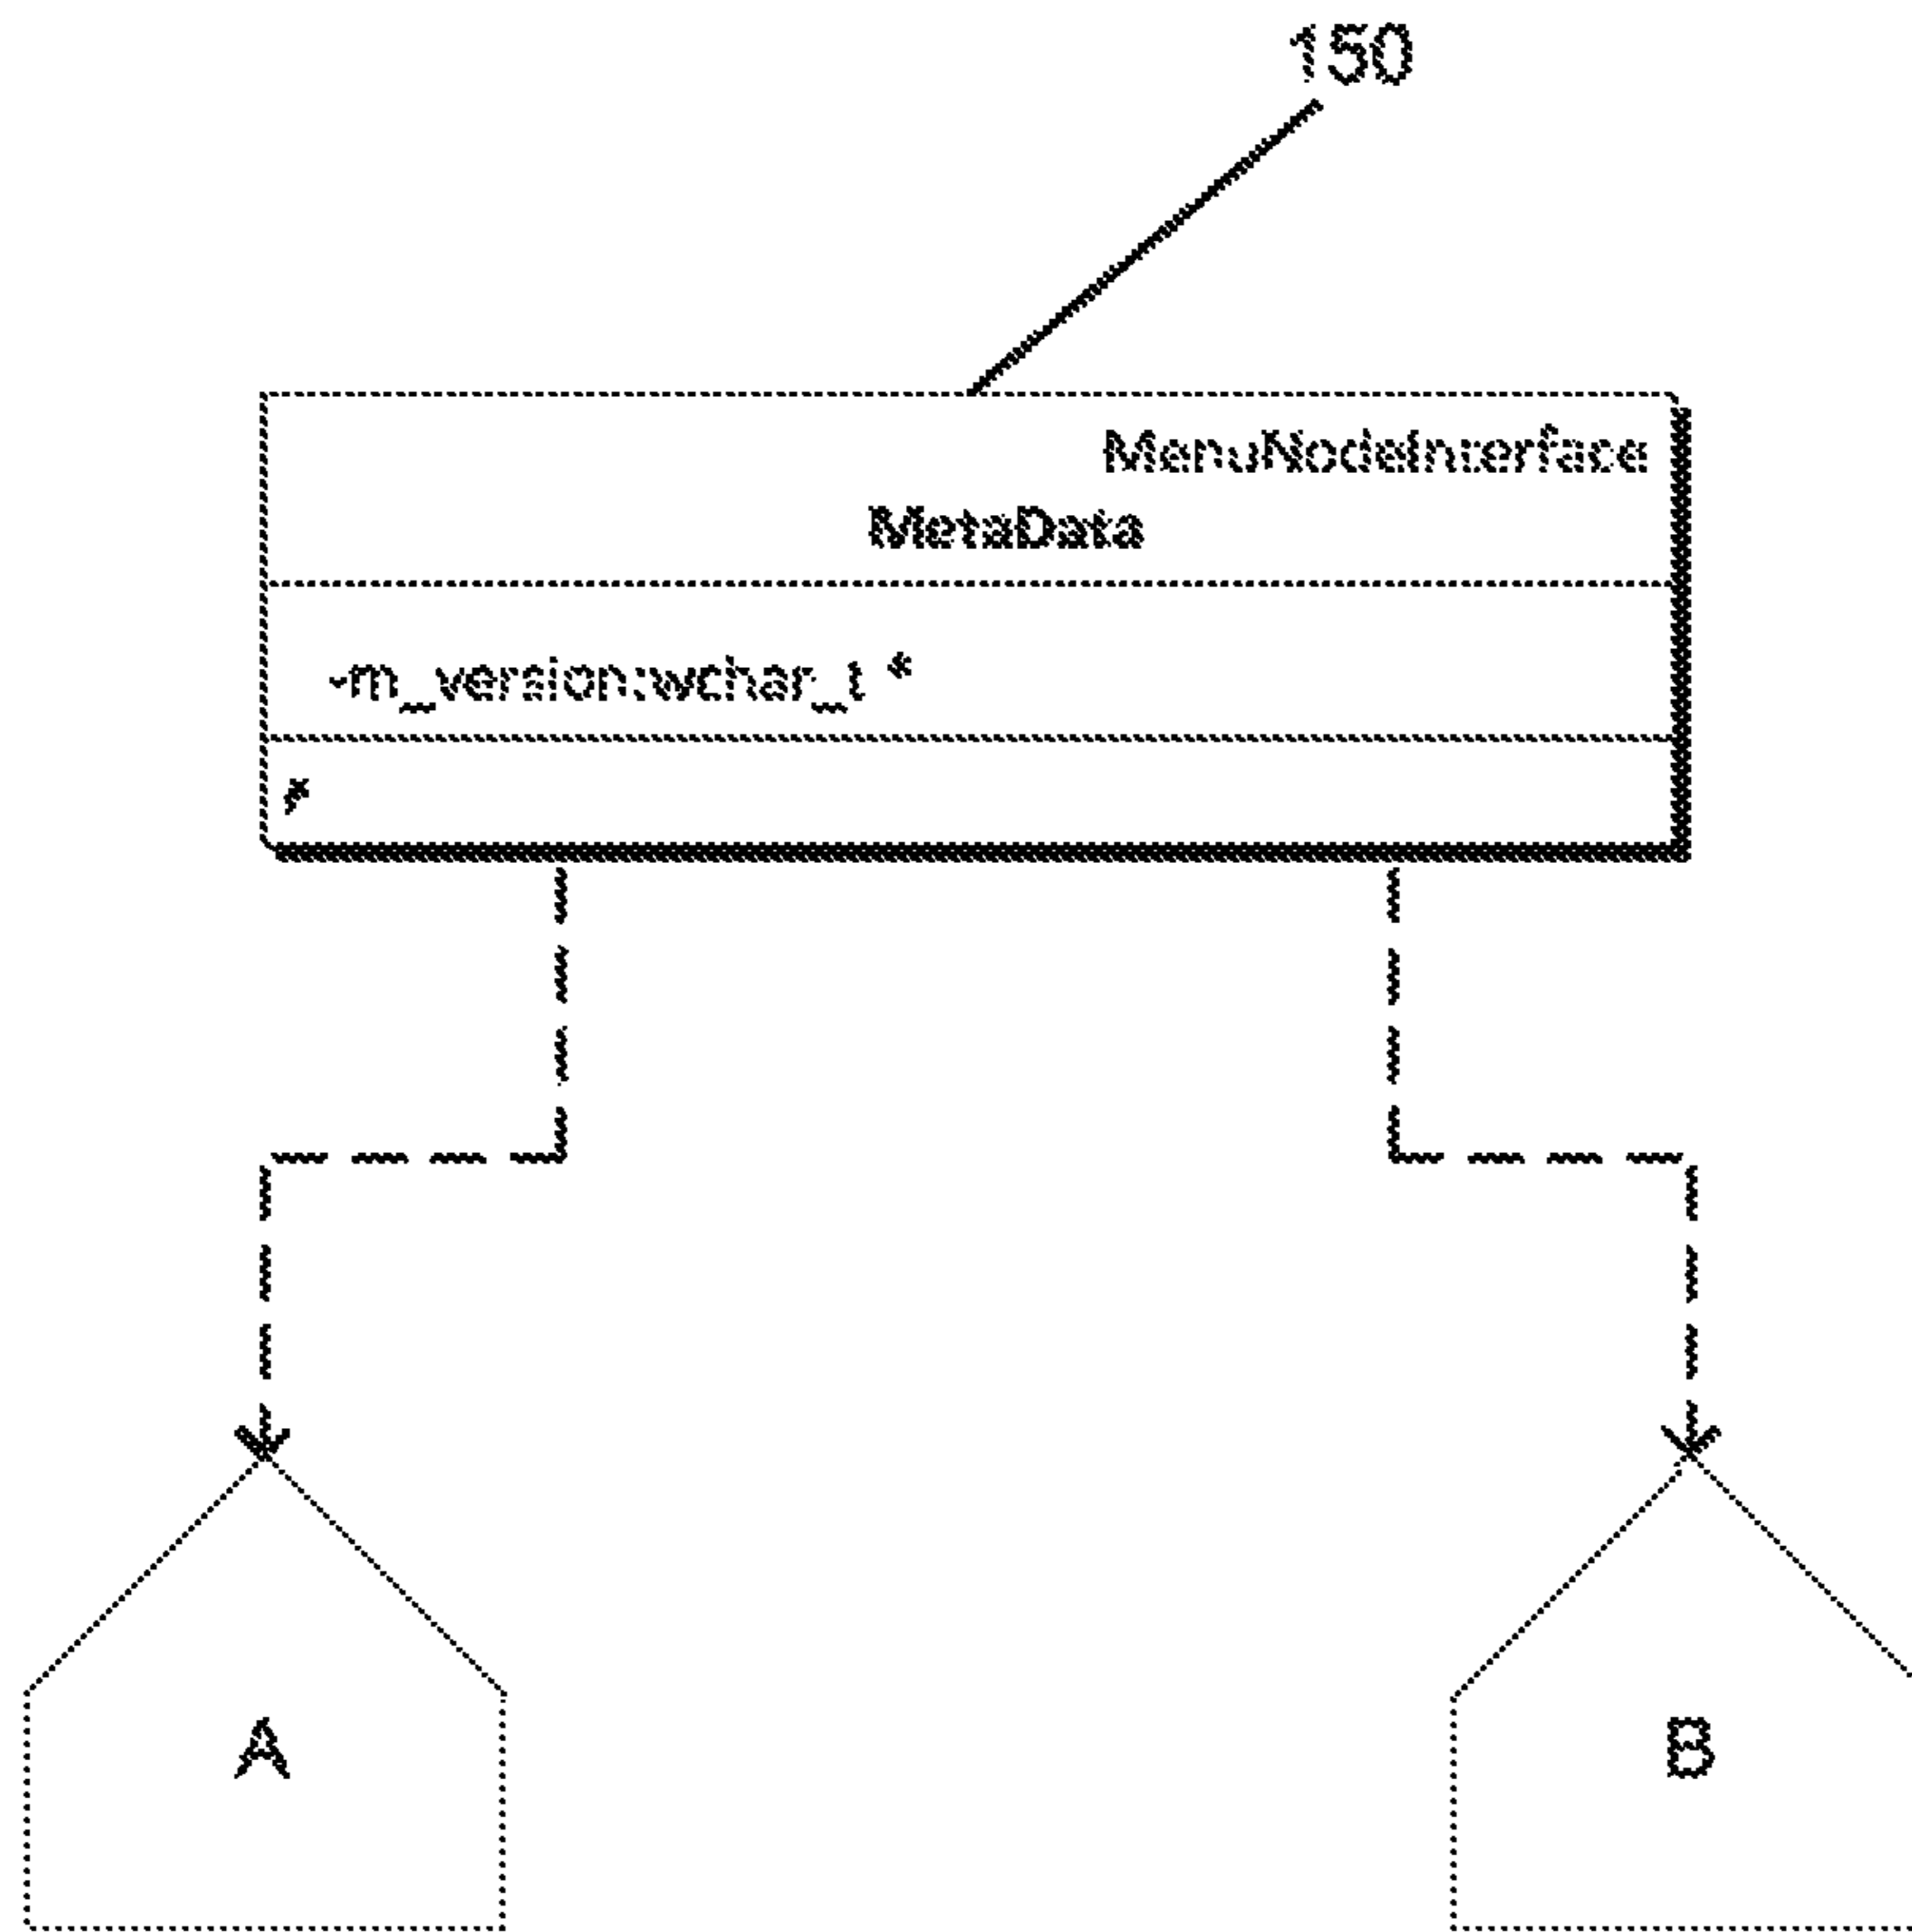 150
MenuNodeInterface
MetaData
-m_version:wchar_t *
A
B